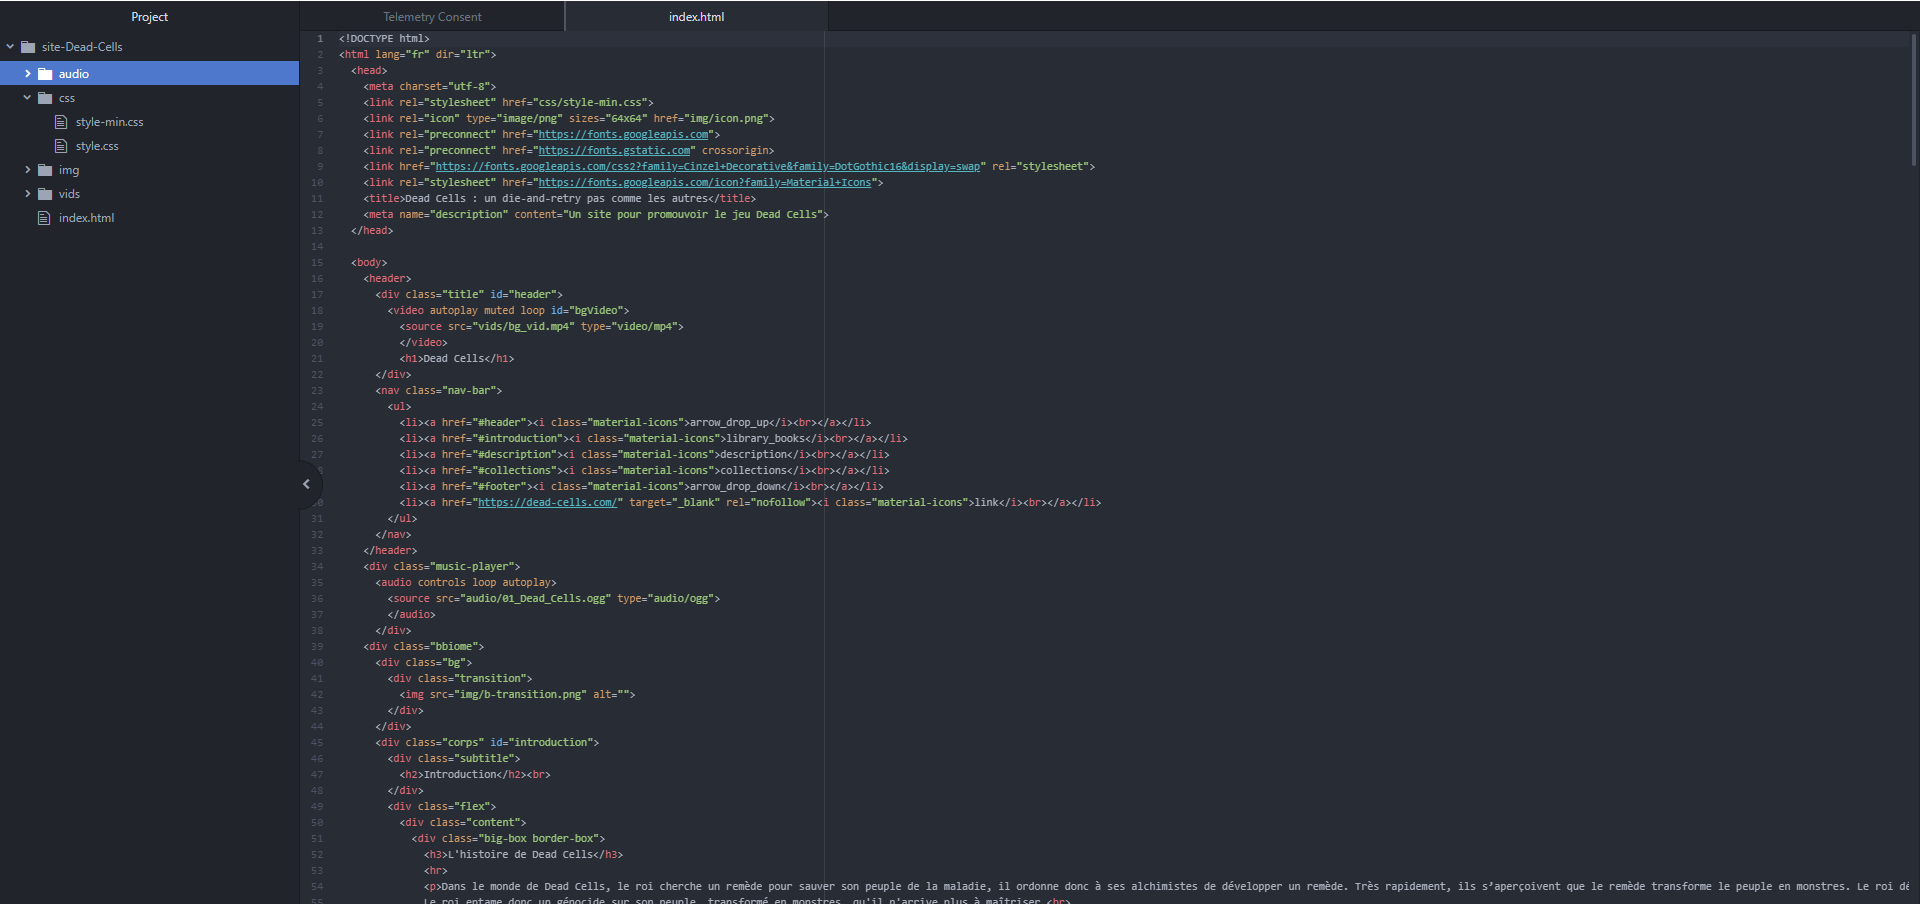 Project
Telemetry Consent
index.html
site-Dead-Cells
audio
css
style-min.css
style.css
img
vids
index.html
1 <!DOCTYPE html>
2 <html lang="fr" dir="ltr">
3 <head>
4 <meta charset="utf-8">
5 <link rel="stylesheet" href="css/style-min.css">
6 <link rel="icon" type="image/png" sizes="64x64" href="img/icon.png">
7 <link rel="preconnect" href="https://fonts.googleapis.com">
8 <link rel="preconnect" href="https://fonts.gstatic.com" crossorigin>
9 <link href="https://fonts.googleapis.com/css2?family=Cinzel+Decorative&family=DotGothic16&display=swap" rel="stylesheet">
10 <link rel="stylesheet" href="https://fonts.googleapis.com/icon?family=Material+Icons">
11 <title>Dead Cells : un die-and-retry pas comme les autres</title>
12 <meta name="description" content="Un site pour promouvoir le jeu Dead Cells">
13 </head>
14
15 <body>
16 <header>
17 <div class="title" id="header">
18 <video autoplay muted loop id="bgVideo">
19 <source src="vids/bg_vid.mp4" type="video/mp4">
20 </video>
21 <h1>Dead Cells</h1>
22 </div>
23 <nav class="nav-bar">
24 <ul>
25 <li><a href="#header"><i class="material-icons">arrow_drop_up</i><br></a></li>
26 <li><a href="#introduction"><i class="material-icons">library_books</i><br></a></li>
27 <li><a href="#description"><i class="material-icons">description</i><br></a></li>
<li><a href="#collections"><i class="material-icons">collections</i><br></a></li>
<li><a href="#footer"><i class="material-icons">arrow_drop_down</i><br></a></li>
<li><a href="https://dead-cells.com/" target="_blank" rel="nofollow"><i class="material-icons">link</i><br></a></li>
31 </ul>
32 </nav>
33 </header>
34 <div class="music-player">
35 <audio controls loop autoplay>
36 <source src="audio/01_Dead_Cells.ogg" type="audio/ogg">
37 </audio>
38 </div>
39 <div class="bbiome">
40 <div class="bg">
41 <div class="transition">
42 <img src="img/b-transition.png" alt="">
43 </div>
44 </div>
45 <div class="corps" id="introduction">
46 <div class="subtitle">
47 <h2>Introduction</h2><br>
48 </div>
49 <div class="flex">
50 <div class="content">
51 <div class="big-box border-box">
52 <h3>L'histoire de Dead Cells</h3>
53 <hr>
54 <p>Dans le monde de Dead Cells, le roi cherche un remède pour sauver son peuple de la maladie, il ordonne donc à ses alchimistes de développer un remède. Très rapidement, ils s’aperçoivent que le remède transforme le peuple en monstres. Le roi dé
55 Le roi entame donc un génocide sur son peuple, transformé en monstres, qu'il n'arrive plus à maîtriser.<br>